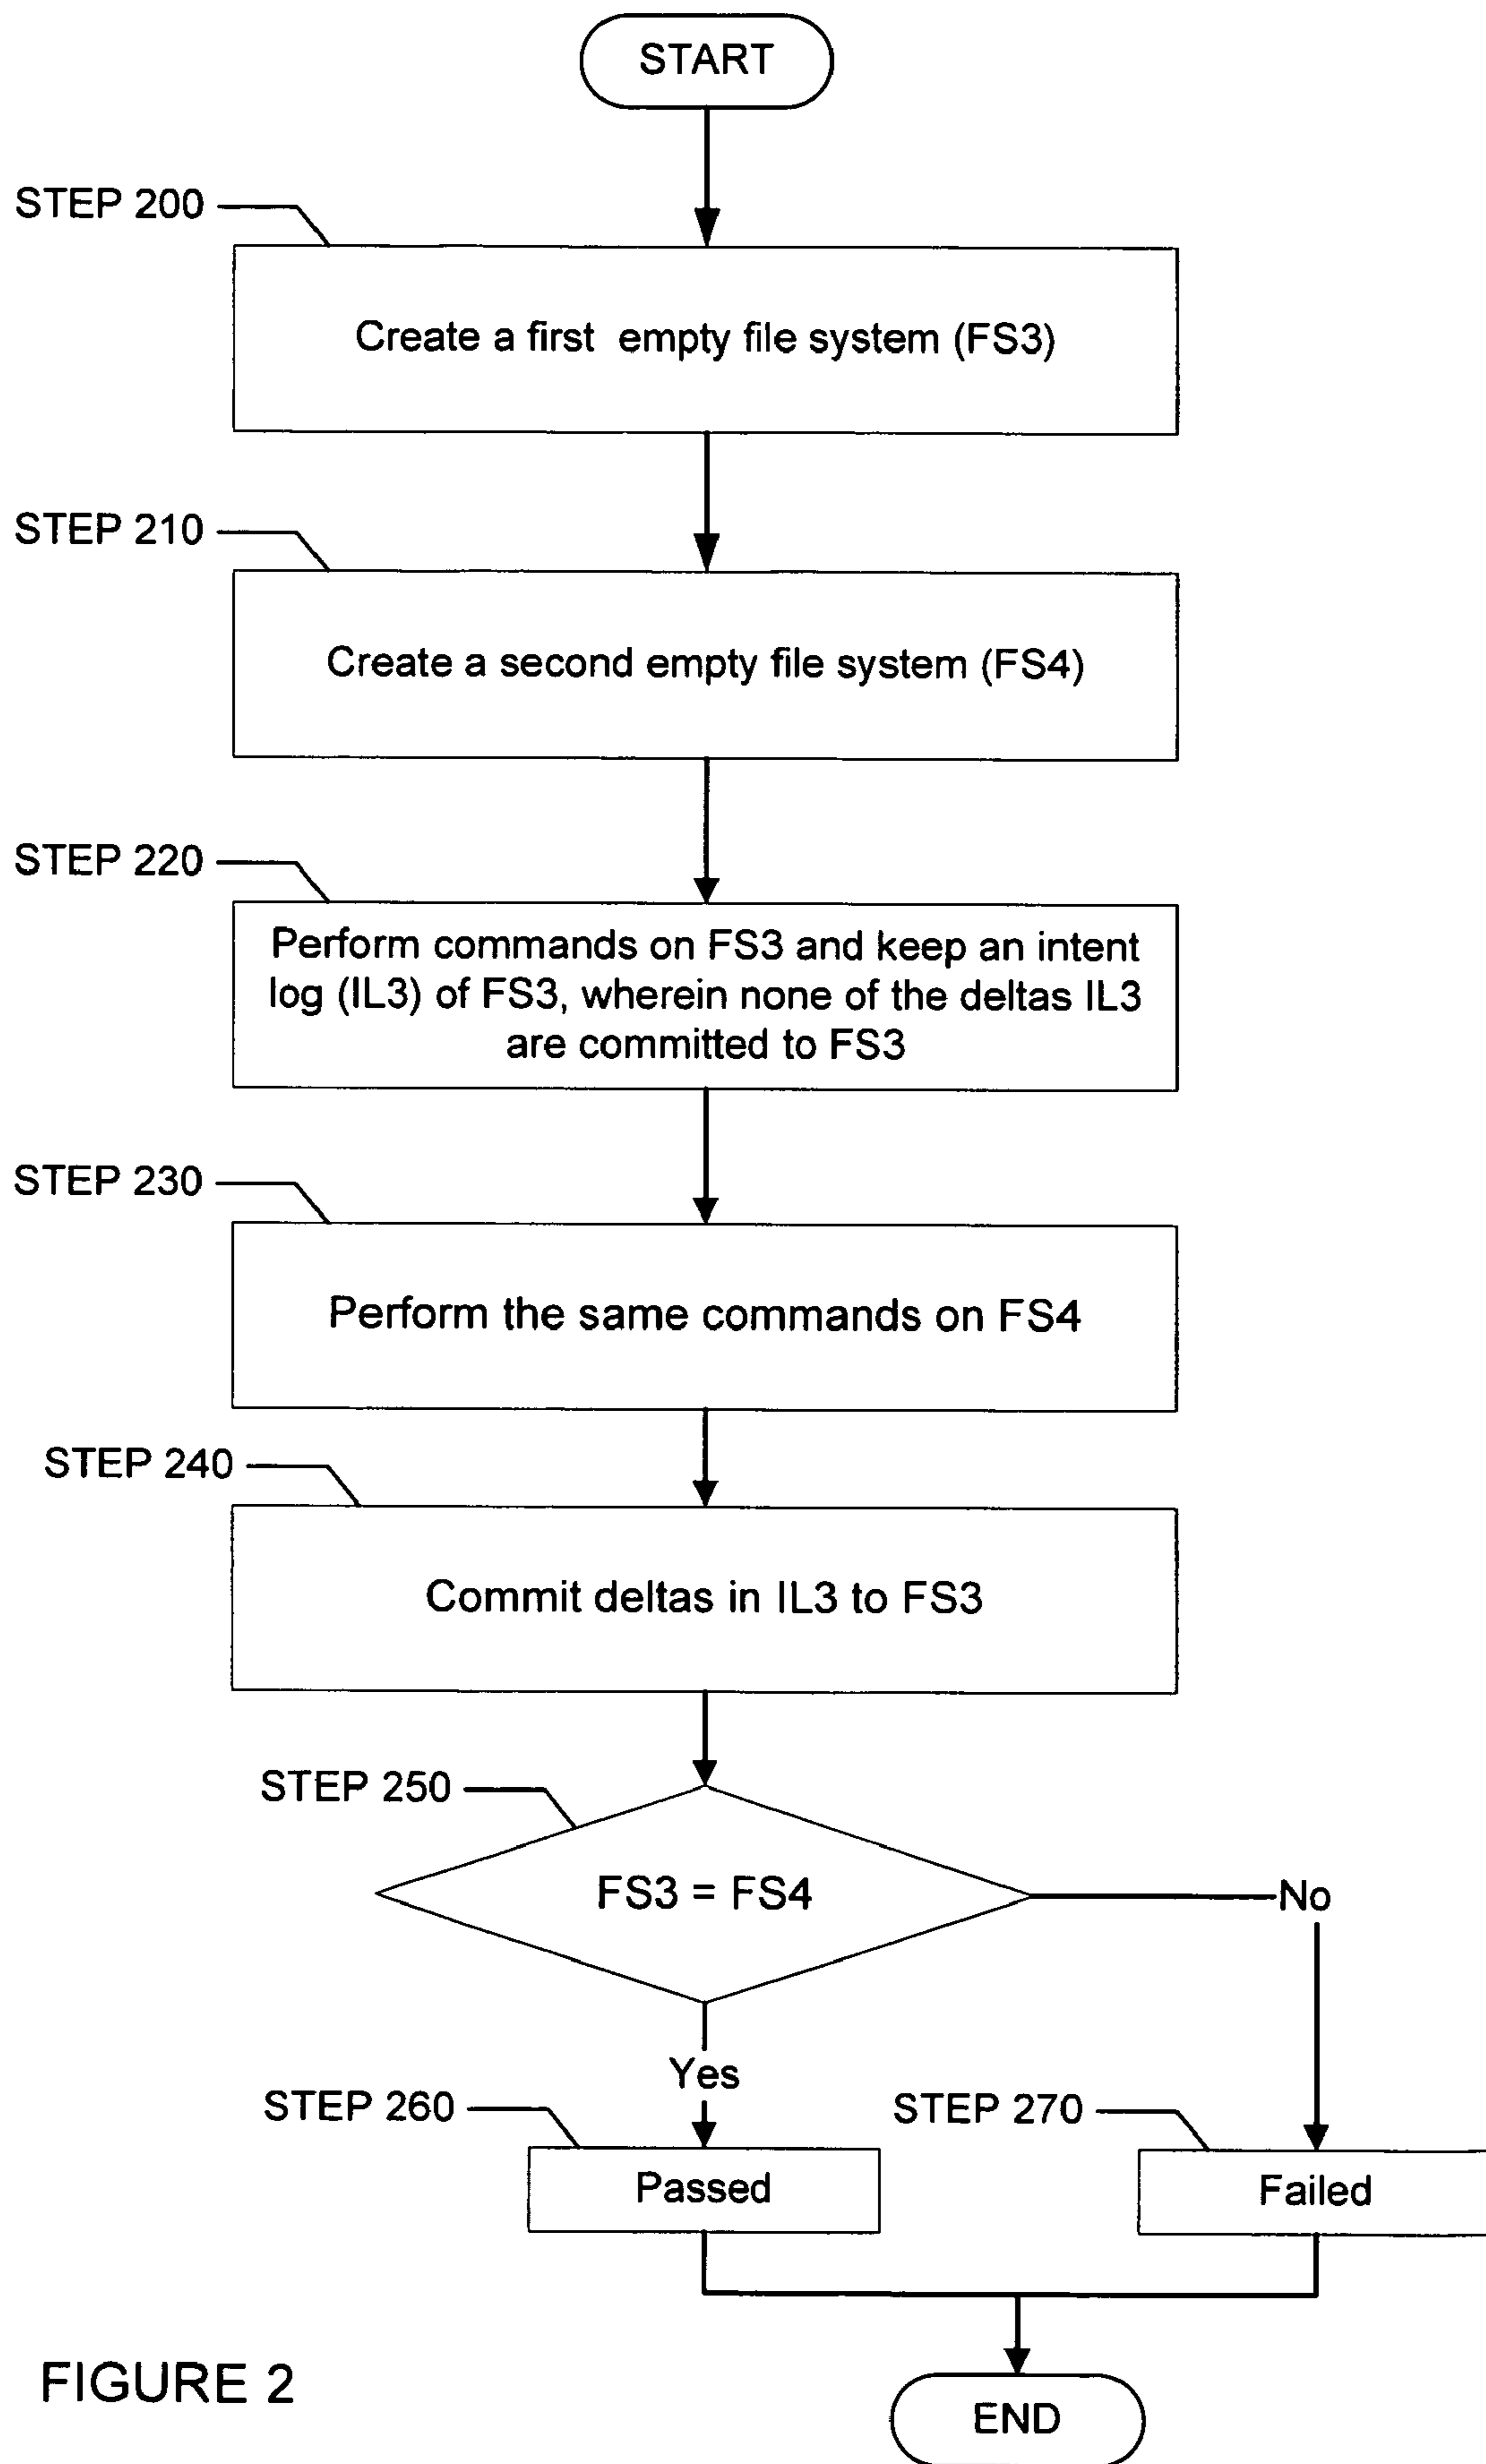 START
STEP 200
Create a first empty file system (FS3)
STEP 210
Create a second empty file system (FS4)
STEP 220
Perform commands on FS3 and keep an intent
log (IL3) of FS3, wherein none of the deltas IL3
are committed to FS3
STEP 230
Perform the same commands on FS4
STEP 240
Commit deltas in IL3 to FS3
STEP 250
FS3 = FS4
No
Yes
STEP 260
STEP 270
Passed
Failed
FIGURE 2
END